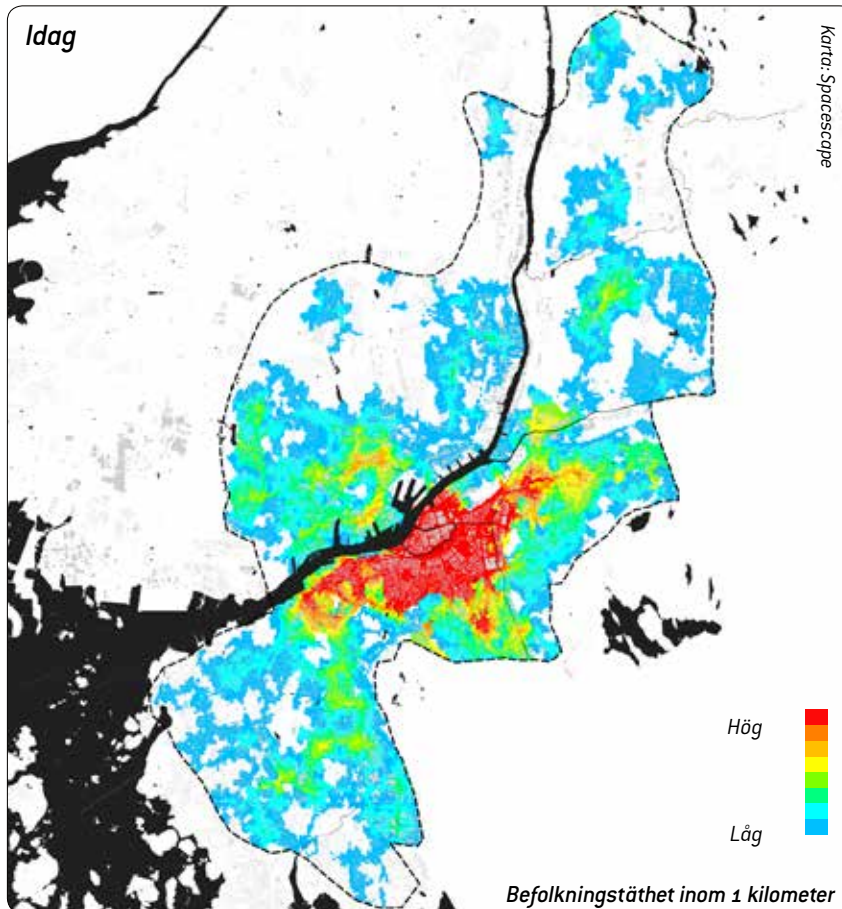 Idag
Karta: Spacescape
Hög
Låg
Befolkningstäthet inom 1 kilometer